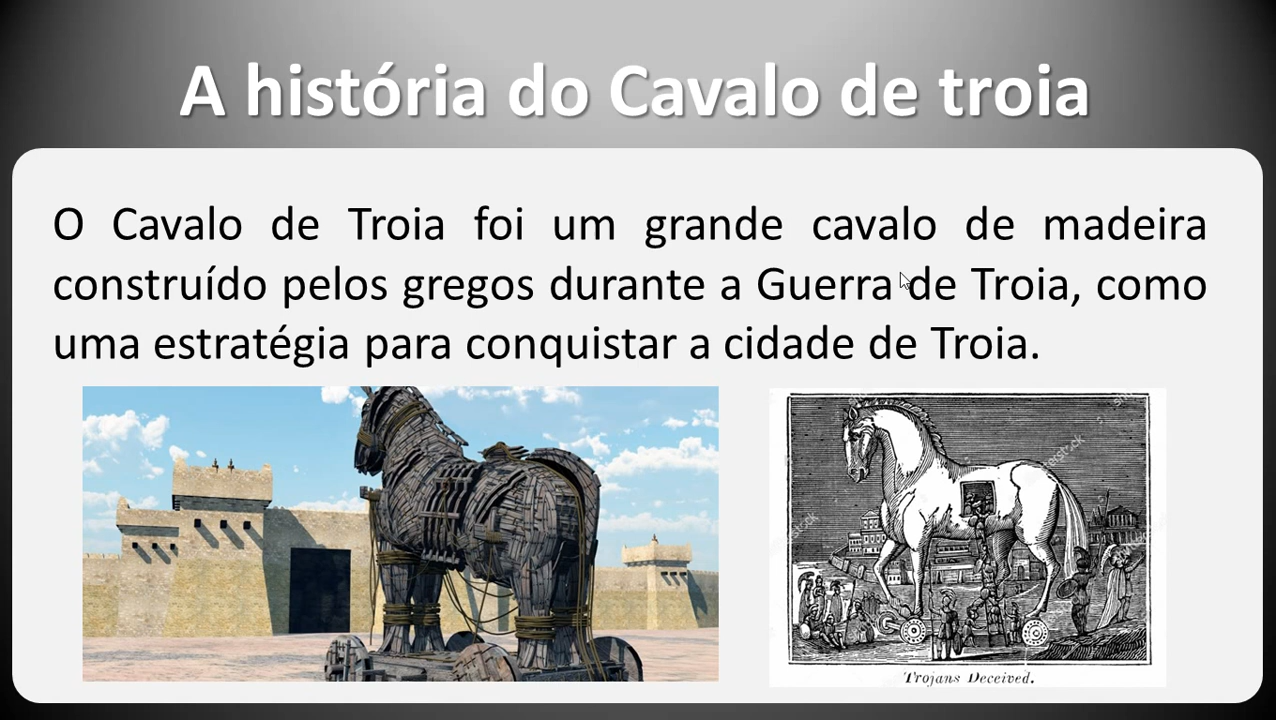 A história do Cavalo de troia
O Cavalo de Troia foi um grande cavalo de madeira
construído pelos gregos durante a Guerra de Troia, como
uma estratégia para conquistar a cidade de Troia.
Trojans Deceived.